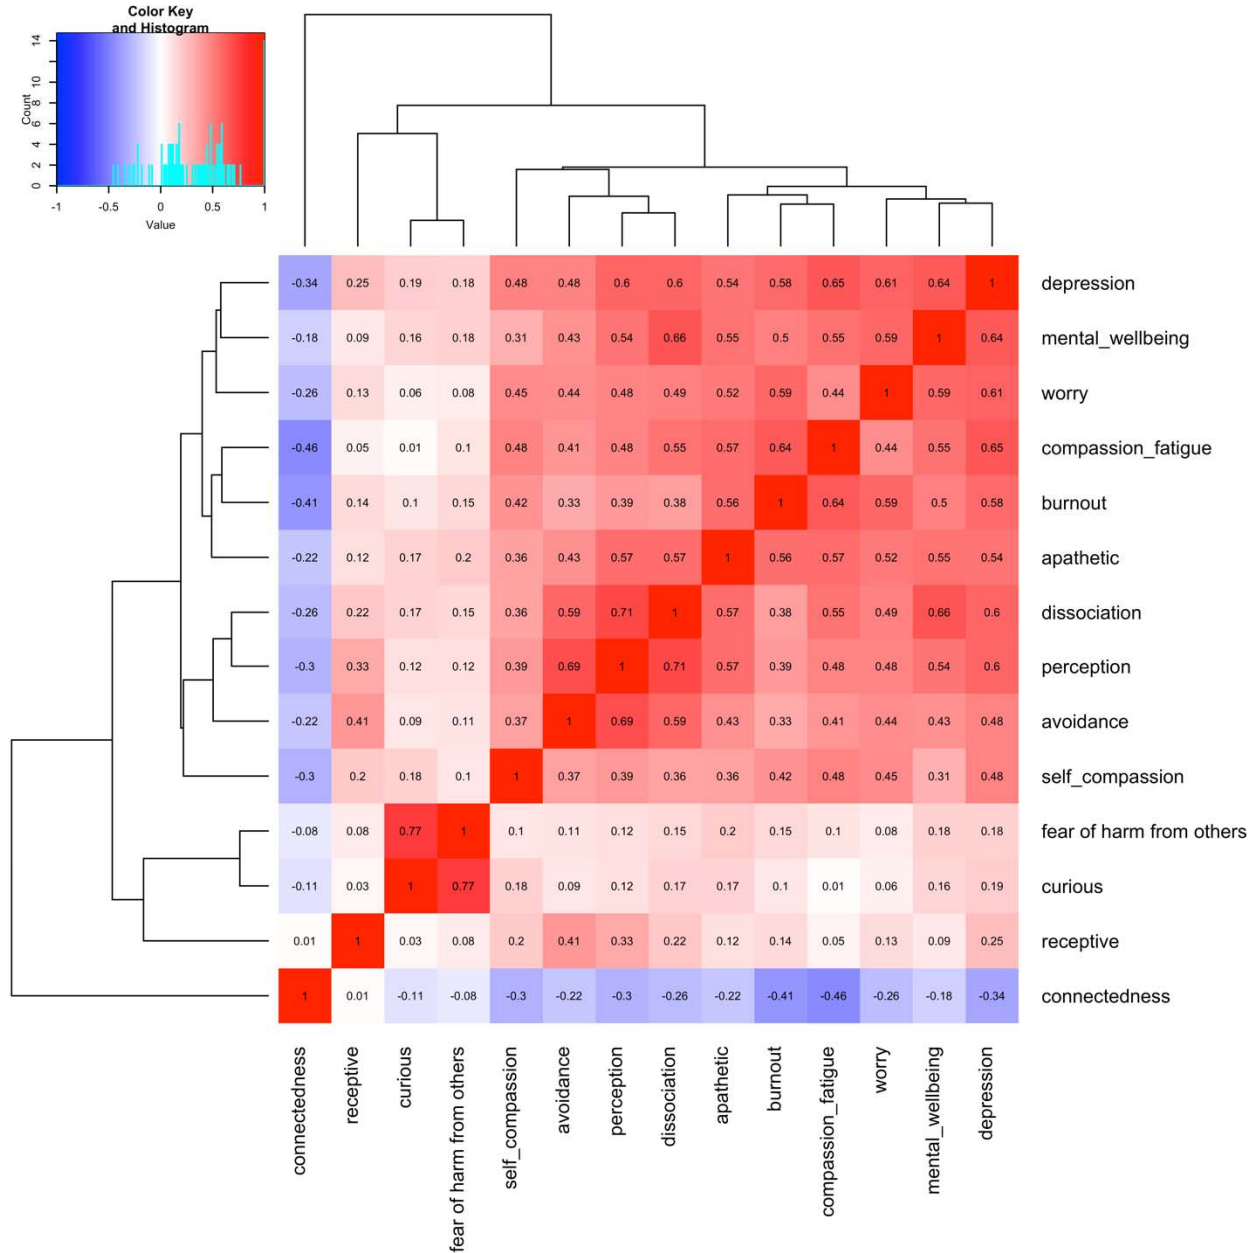 Color Key
and Histogram
Count
0 2 4 6 8 10 14
-1 -0.5 0 0.5 1
Value
-0.34 0.25 0.19 0.18 0.48 0.48 0.6 0.6 0.54 0.58 0.65 0.61 0.64 1 depression
-0.18 0.09 0.16 0.18 0.31 0.43 0.54 0.66 0.55 0.5 0.55 0.59 1 0.64 mental_wellbeing
-0.26 0.13 0.06 0.08 0.45 0.44 0.48 0.49 0.52 0.59 0.44 1 0.59 0.61 worry
-0.46 0.05 0.01 0.1 0.48 0.41 0.48 0.55 0.57 0.64 1 0.44 0.55 0.65 compassion_fatigue
-0.41 0.14 0.1 0.15 0.42 0.33 0.39 0.38 0.56 1 0.64 0.59 0.5 0.58 burnout
-0.22 0.12 0.17 0.2 0.36 0.43 0.57 0.57 1 0.56 0.57 0.52 0.55 0.54 apathetic
-0.26 0.22 0.17 0.15 0.36 0.59 0.71 1 0.57 0.38 0.55 0.49 0.66 0.6 dissociation
-0.3 0.33 0.12 0.12 0.39 0.69 1 0.71 0.57 0.39 0.48 0.48 0.54 0.6 perception
-0.22 0.41 0.09 0.11 0.37 1 0.69 0.59 0.43 0.33 0.41 0.44 0.43 0.48 avoidance
-0.3 0.2 0.18 0.1 1 0.37 0.39 0.36 0.36 0.42 0.48 0.45 0.31 0.48 self_compassion
-0.08 0.08 0.77 1 0.1 0.11 0.12 0.15 0.2 0.15 0.1 0.08 0.18 0.18 fear of harm from others
-0.11 0.03 1 0.77 0.18 0.09 0.12 0.17 0.17 0.1 0.01 0.06 0.16 0.19 curious
0.01 1 0.03 0.08 0.2 0.41 0.33 0.22 0.12 0.14 0.05 0.13 0.09 0.25 receptive
1 0.01 -0.11 -0.08 -0.3 -0.22 -0.3 -0.26 -0.22 -0.41 -0.46 -0.26 -0.18 -0.34 connectedness
connectedness
receptive
curious
fear of harm from others
self_compassion
avoidance
perception
dissociation
apathetic
burnout
compassion_fatigue
worry
mental_wellbeing
depression